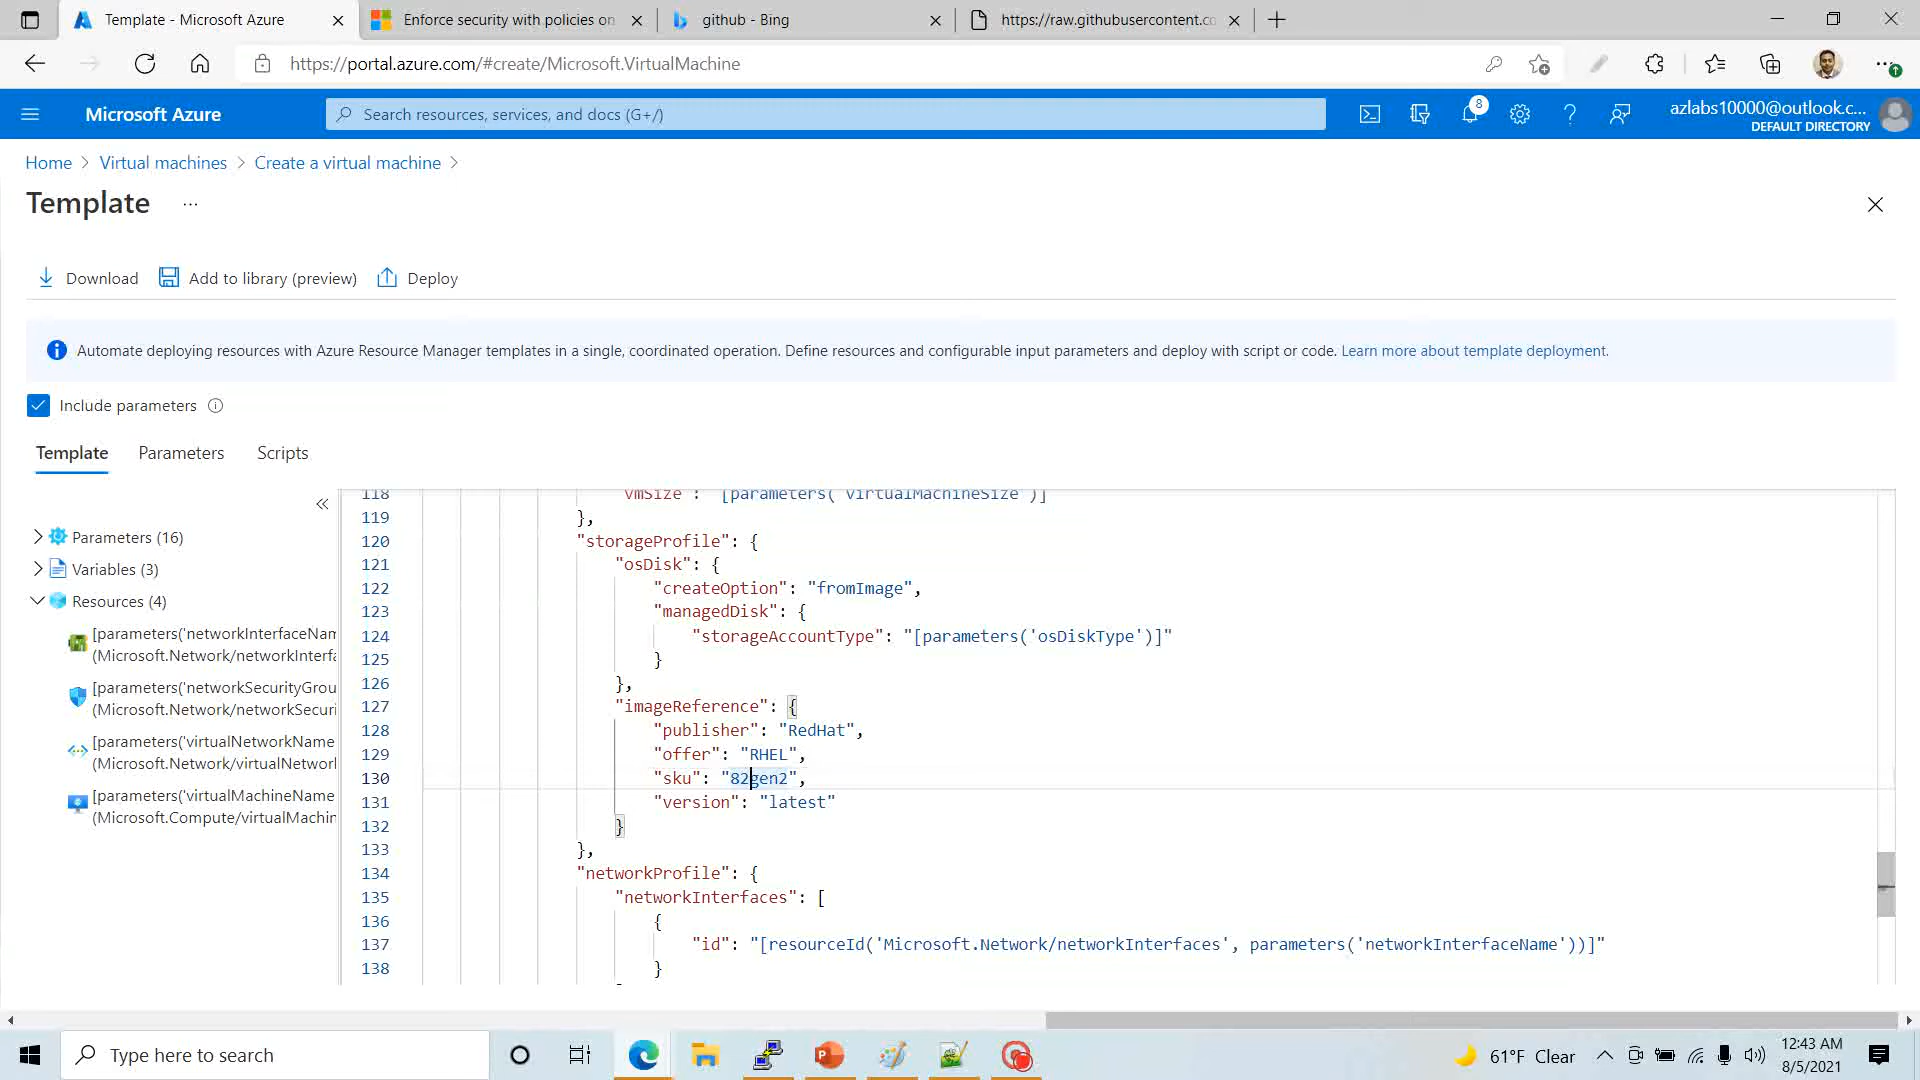 Template - Microsoft Azure
Enforce security with policies on
github - Bing
https://raw.githubusercontent.co
https://portal.azure.com/#create/Microsoft.VirtualMachine
Microsoft Azure
Search resources, services, and docs (G+/)
8
azlabs10000@outlook.c...
DEFAULT DIRECTORY
Home > Virtual machines > Create a virtual machine >
Template ...
Download
Add to library (preview)
Deploy
Automate deploying resources with Azure Resource Manager templates in a single, coordinated operation. Define resources and configurable input parameters and deploy with script or code. Learn more about template deployment.
Include parameters
Template
Parameters
Scripts
Parameters (16)
Variables (3)
Resources (4)
[parameters('networkInterfaceNam
(Microsoft.Network/networkInterfa
[parameters('networkSecurityGrou
(Microsoft.Network/networkSecuri
[parameters('virtualNetworkName
(Microsoft.Network/virtualNetwork
[parameters('virtualMachineName
(Microsoft.Compute/virtualMachin
118 "vmSize": "[parameters('virtualMachineSize')]"
119 },
120 "storageProfile": {
121 "osDisk": {
122 "createOption": "fromImage",
123 "managedDisk": {
124 "storageAccountType": "[parameters('osDiskType')]"
125 }
126 },
127 "imageReference": {
128 "publisher": "RedHat",
129 "offer": "RHEL",
130 "sku": "82gen2",
131 "version": "latest"
132 }
133 },
134 "networkProfile": {
135 "networkInterfaces": [
136 {
137 "id": "[resourceId('Microsoft.Network/networkInterfaces', parameters('networkInterfaceName'))]"
138 }
Type here to search
61°F Clear
12:43 AM
8/5/2021